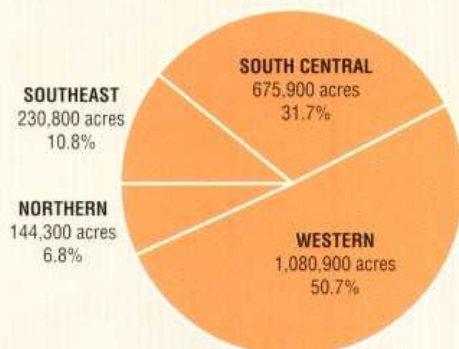 SOUTH CENTRAL
675,900 acres
31.7%
SOUTHEAST
230,800 acres
10.8%
NORTHERN
144,300 acres
6.8%
WESTERN
1,080,900 acres
50.7%